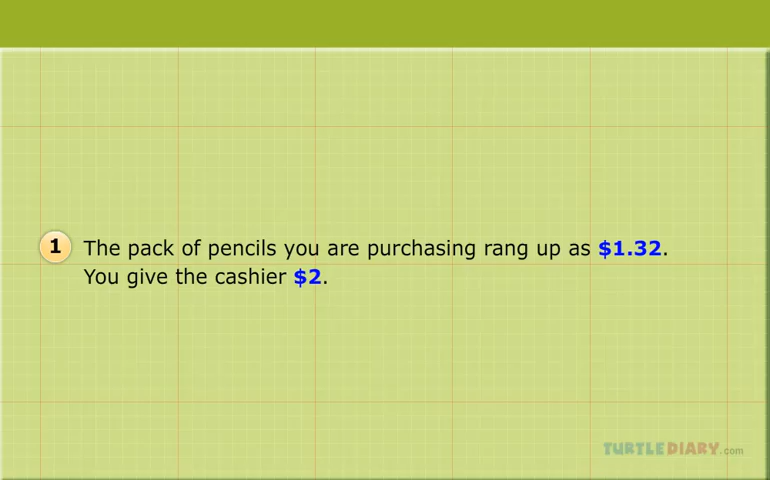 1 The pack of pencils you are purchasing rang up as $1.32.
You give the cashier $2.
TURTLEDIARY.com